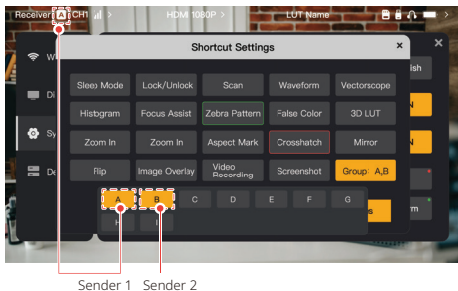 Receiver A CH1 HDMI 1080P > LUT Name
Shortcut Settings ×
Sleep Mode Lock/Unlock Scan Waveform Vectorscope
Histogram Focus Assist Zebra Pattern False Color 3D LUT
Zoom In Zoom In Aspect Mark Crosshatch Mirror
Flip Image Overlay Video Recording Screenshot Group: A,B
A B C D E F G
H
Sender 1 Sender 2